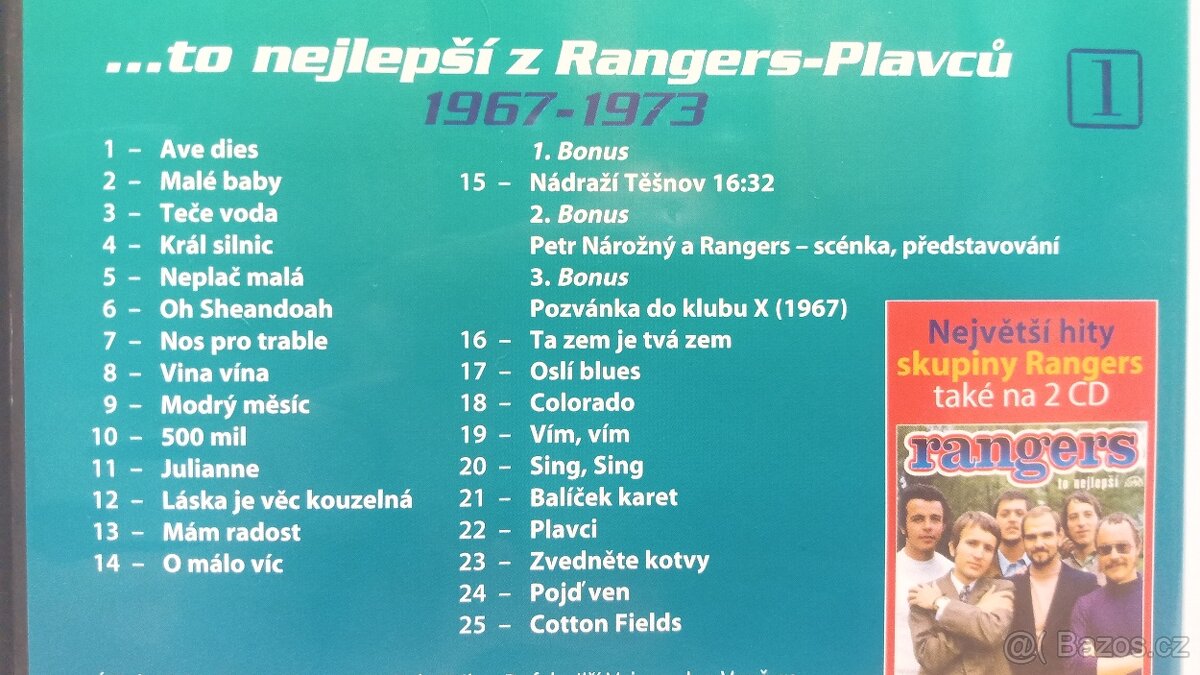 ...to nejlepší z Rangers-Plavců
1967-1973
1
1 – Ave dies
2 – Malé baby
3 – Teče voda
4 – Král silnic
5 – Neplač malá
6 – Oh Sheandoah
7 – Nos pro trable
8 – Vina vína
9 – Modrý měsíc
10 – 500 mil
11 – Julianne
12 – Láska je věc kouzelná
13 – Mám radost
14 – O málo víc
1. Bonus
15 – Nádraží Těšnov 16:32
2. Bonus
Petr Nárožný a Rangers – scénka, představování
3. Bonus
Pozvánka do klubu X (1967)
16 – Ta zem je tvá zem
17 – Oslí blues
18 – Colorado
19 – Vím, vím
20 – Sing, Sing
21 – Balíček karet
22 – Plavci
23 – Zvedněte kotvy
24 – Pojď ven
25 – Cotton Fields
Největší hity
skupiny Rangers
také na 2 CD
rangers
to nejlepší
@( Bazos.cz